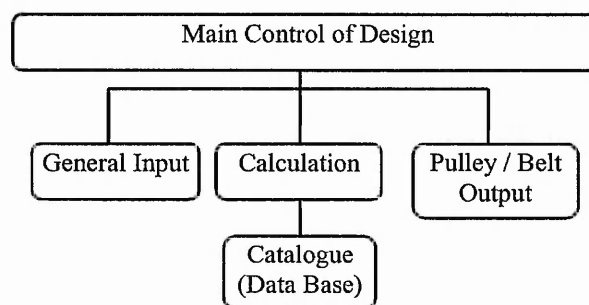 Main Control of Design
General Input
Calculation
Pulley / Belt
Output
Catalogue
(Data Base)